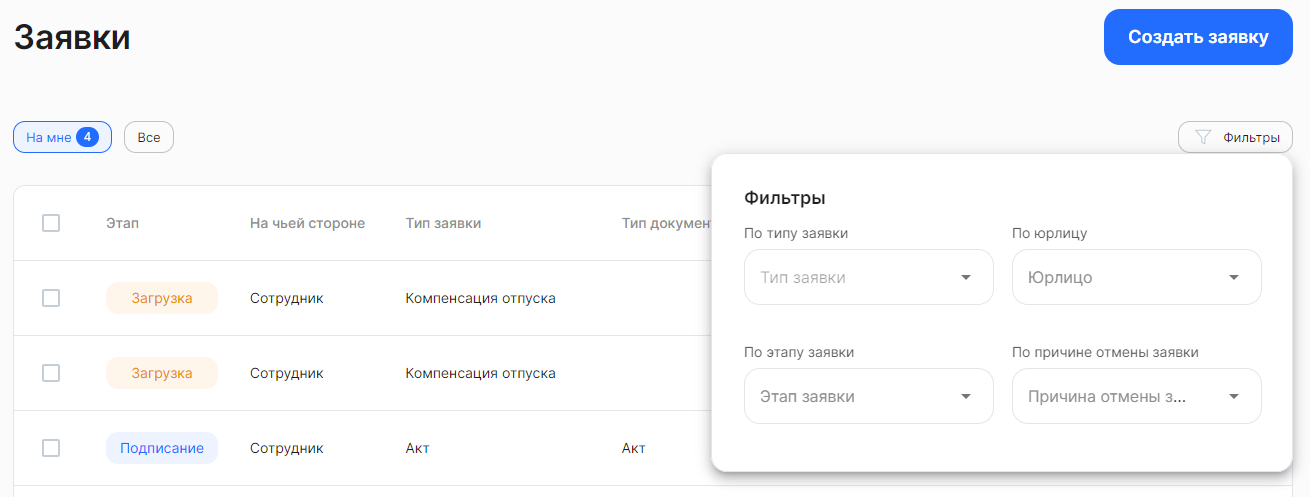 Заявки
Создать заявку
На мне 4
Все
Фильтры
Этап
На чьей стороне
Тип заявки
Тип докумен
Загрузка
Сотрудник
Компенсация отпуска
Загрузка
Сотрудник
Компенсация отпуска
Подписание
Сотрудник
Акт
Акт
Фильтры
По типу заявки
По юрлицу
Тип заявки
Юрлицо
По этапу заявки
По причине отмены заявки
Этап заявки
Причина отмены з...